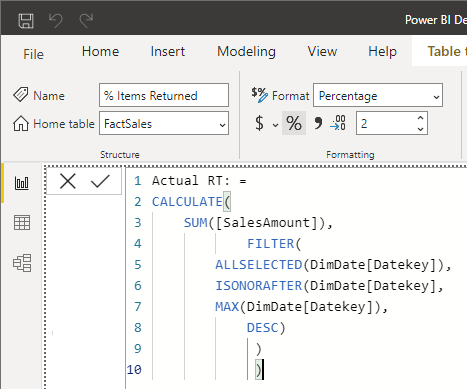 Power BI De
File Home Insert Modeling View Help Table t
Name % Items Returned $% Format Percentage
Home table FactSales $ % 9 .00 →.0 2
Structure Formatting
1 Actual RT: =
2 CALCULATE(
3 SUM([SalesAmount]),
4 FILTER(
5 ALLSELECTED(DimDate[Datekey]),
6 ISONORAFTER(DimDate[Datekey],
7 MAX(DimDate[Datekey]),
8 DESC)
9 )
10 )